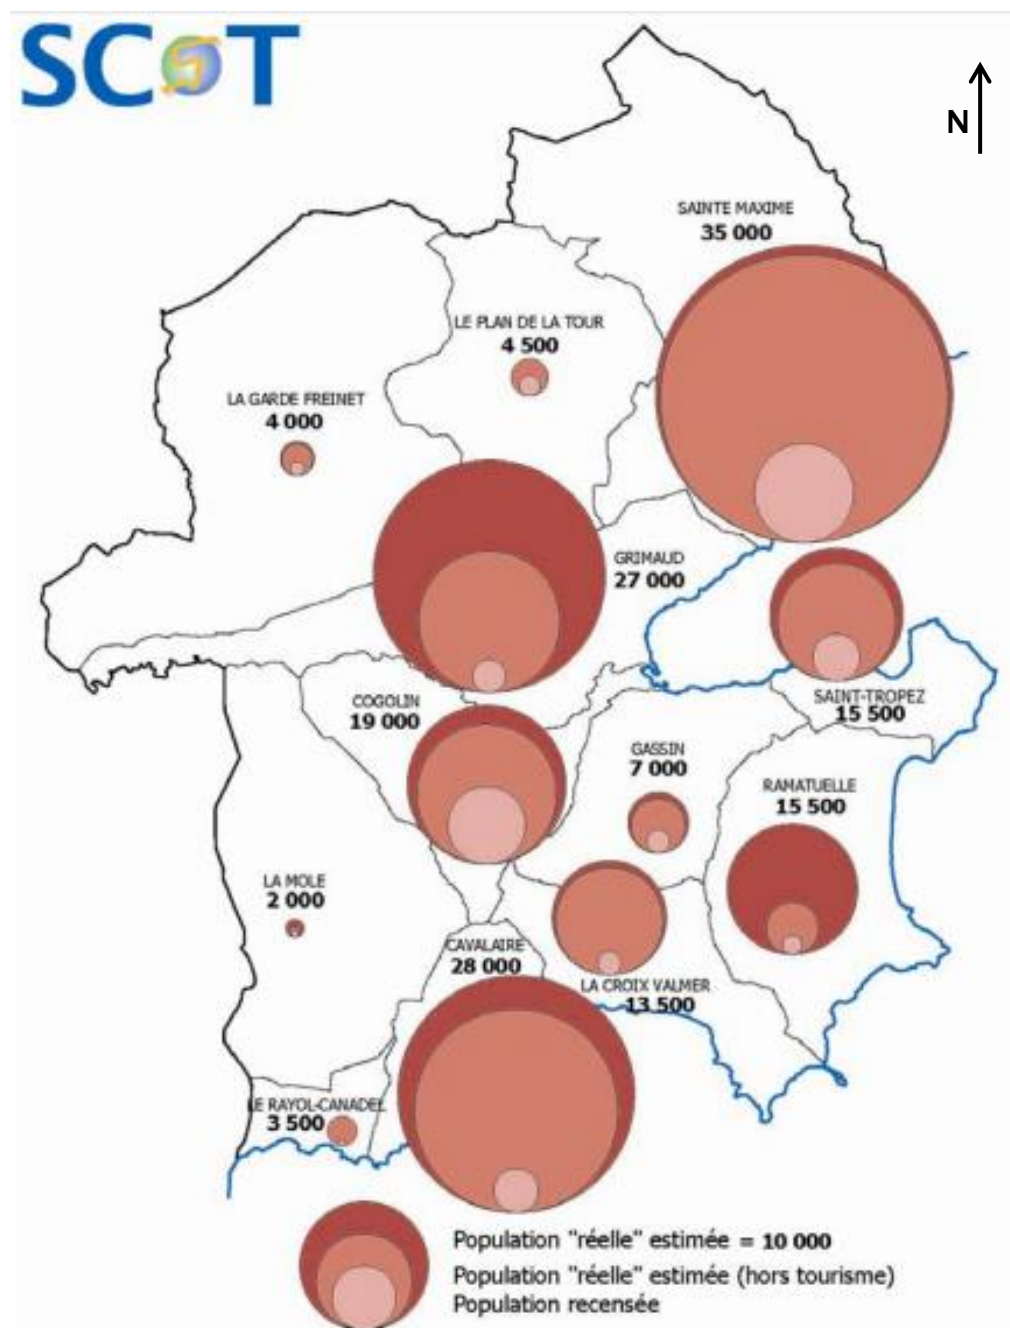 SCOT
N
SAINTE MAXIME
35 000
LE PLAN DE LA TOUR
4 500
LA GARDE FREINET
4 000
GRIMAUD
27 000
COGOLIN
19 000
SAINT-TROPEZ
15 500
GASSIN
7 000
RAMATUELLE
15 500
LA MOLE
2 000
CAVALAIRE
28 000
LA CROIX VALMER
13 500
LE RAYOL-CANADEL
3 500
Population "réelle" estimée = 10 000
Population "réelle" estimée (hors tourisme)
Population recensée